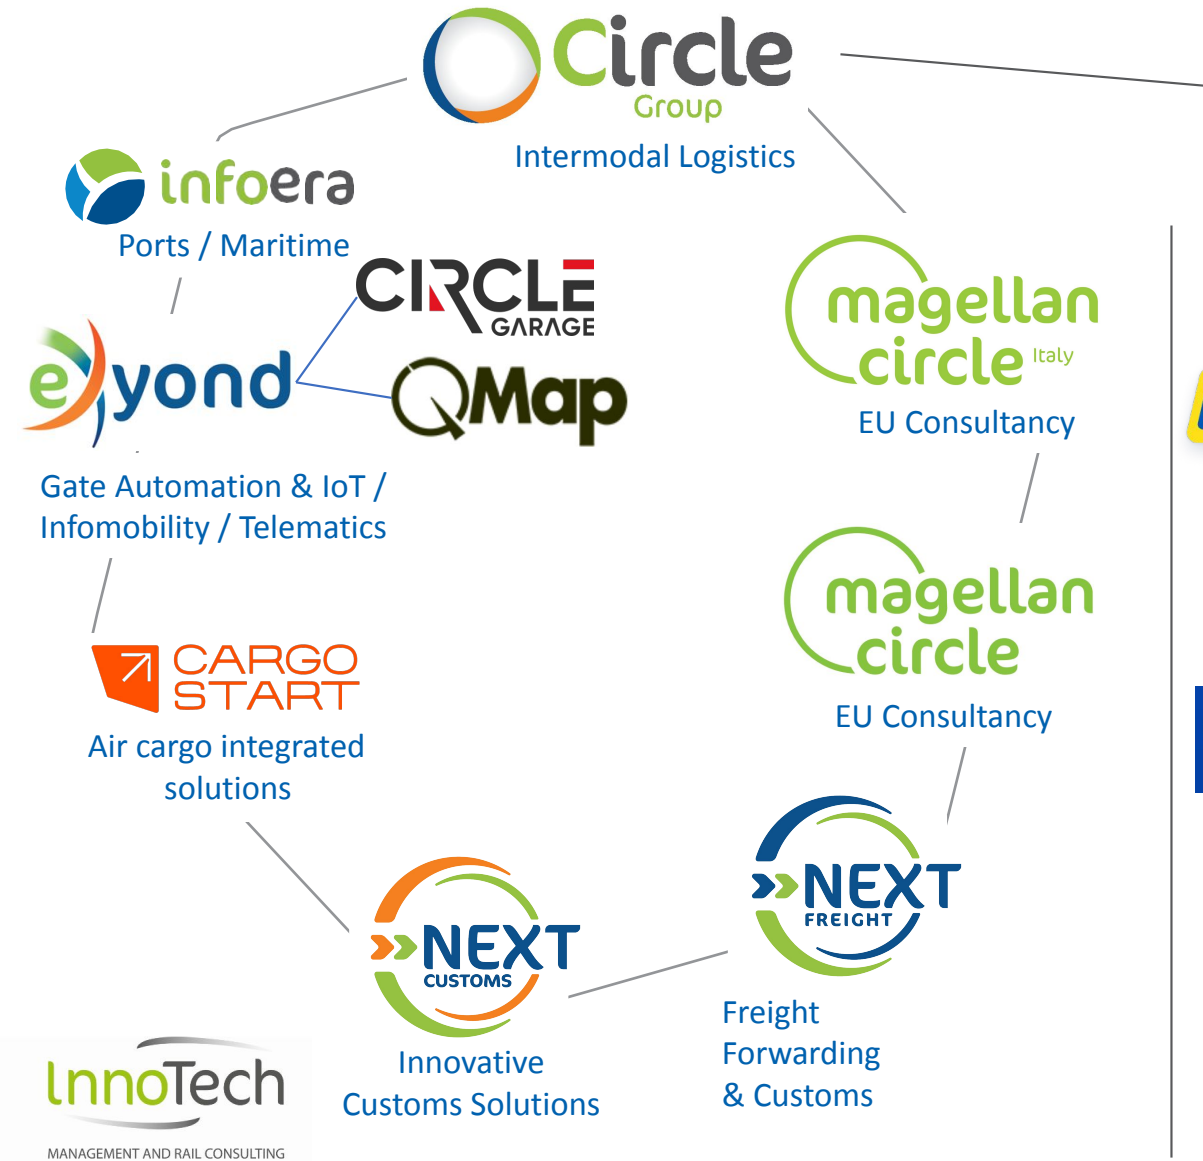 Circle
Group
Intermodal Logistics
infoera
Ports / Maritime
CIRCLE
GARAGE
magellan
circle Italy
EU Consultancy
eyond
QMap
Gate Automation & IoT /
Infomobility / Telematics
magellan
circle
EU Consultancy
CARGO
START
Air cargo integrated
solutions
NEXT
FREIGHT
Freight
Forwarding
& Customs
NEXT
CUSTOMS
Innovative
Customs Solutions
InnoTech
MANAGEMENT AND RAIL CONSULTING